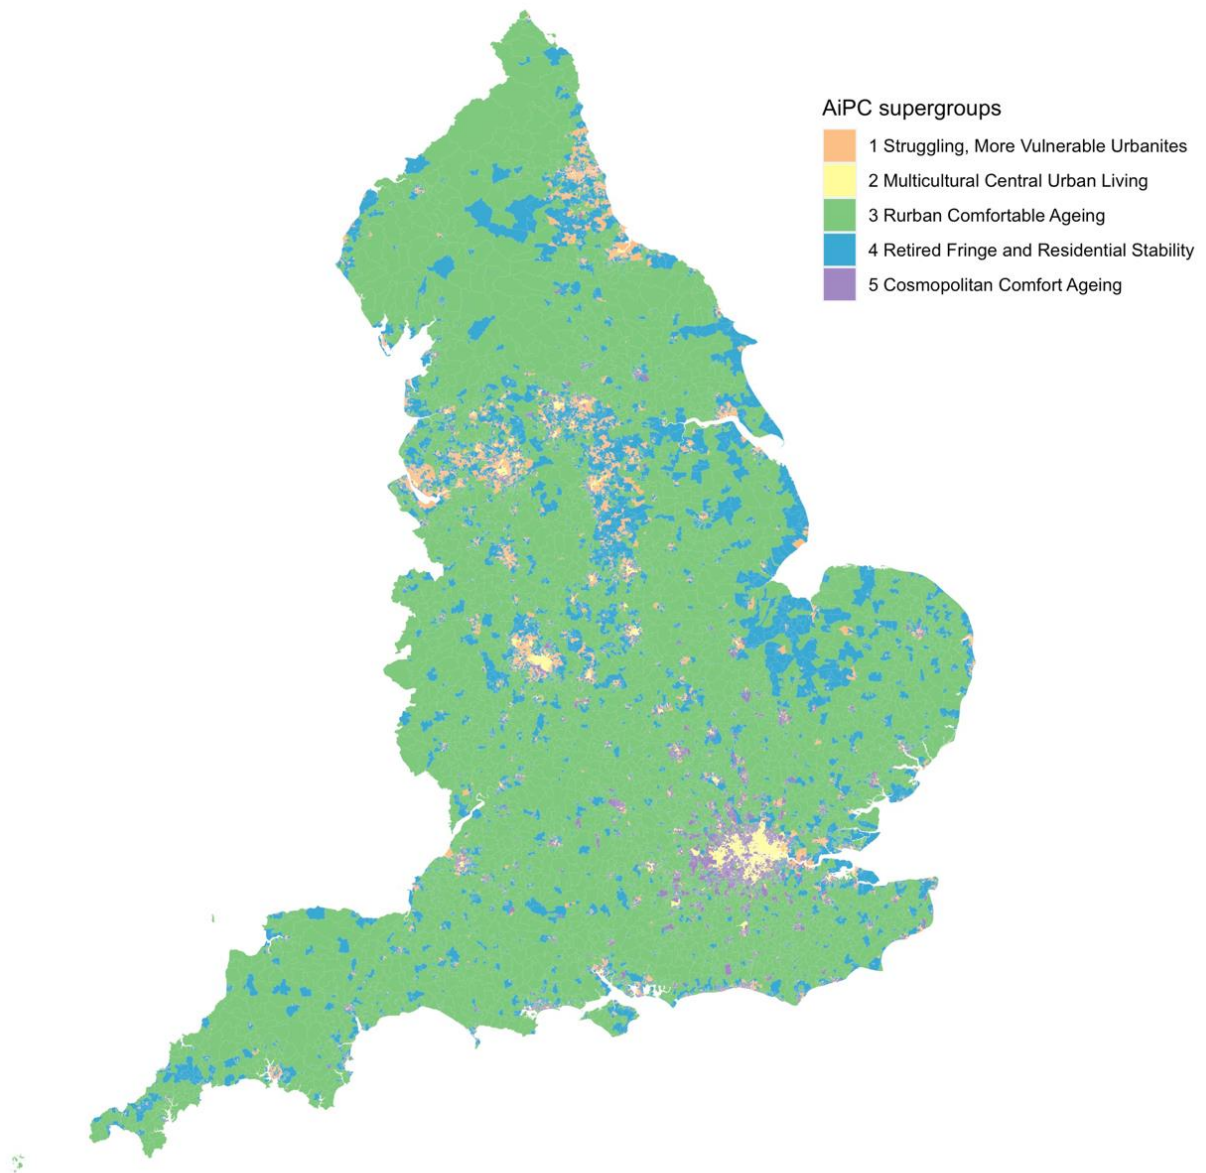 AiPC supergroups
1 Struggling, More Vulnerable Urbanites
2 Multicultural Central Urban Living
3 Rurban Comfortable Ageing
4 Retired Fringe and Residential Stability
5 Cosmopolitan Comfort Ageing